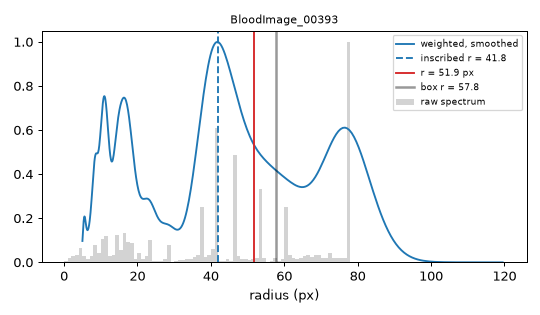 BloodImage_00393
1.0
0.8
0.6
0.4
0.2
0.0
weighted, smoothed
inscribed r = 41.8
r = 51.9 px
box r = 57.8
raw spectrum
0 20 40 60 80 100 120
radius (px)